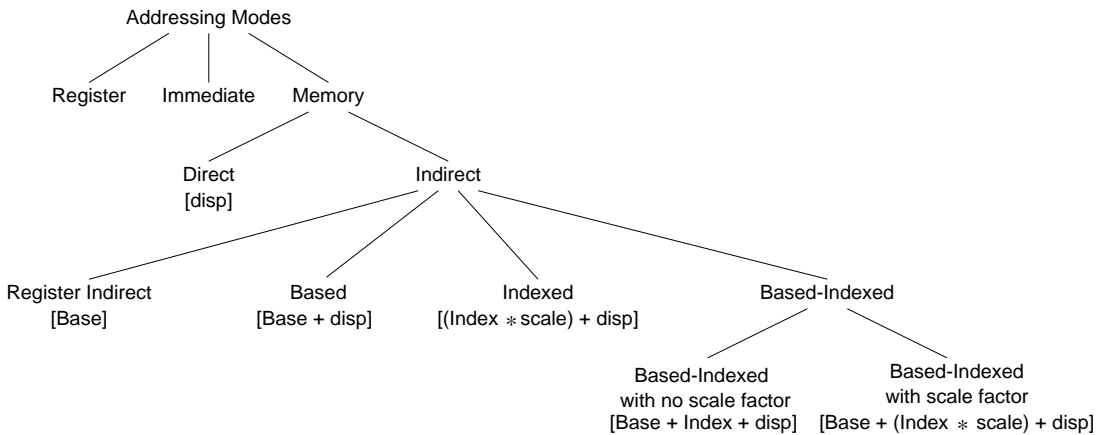 Addressing Modes
Register Immediate Memory
Direct Indirect
[disp]
Register Indirect Based Indexed Based-Indexed
[Base] [Base + disp] [(Index * scale) + disp]
Based-Indexed Based-Indexed
with no scale factor with scale factor
[Base + Index + disp] [Base + (Index * scale) + disp]